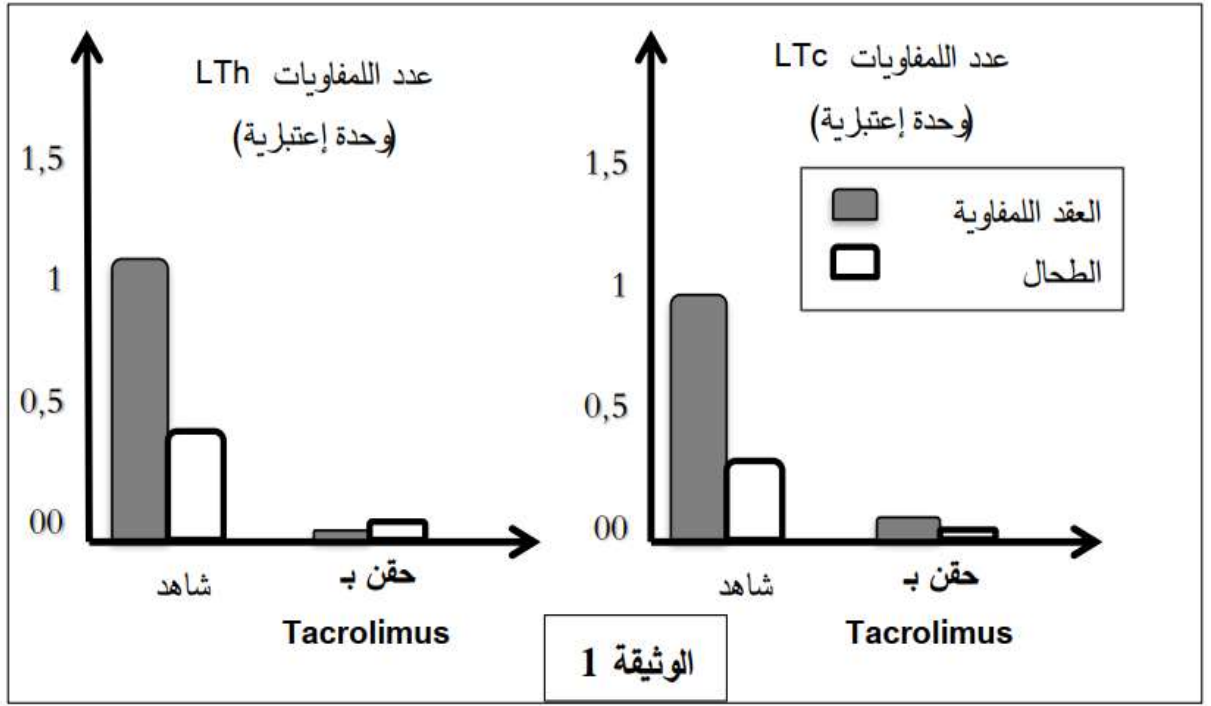 عدد اللمفاويات LTh
(وحدة إعتبارية)
1,5
1
0,5
00
شاهد
حقن بـ
Tacrolimus
عدد اللمفاويات LTc
(وحدة إعتبارية)
العقد اللمفاوية
الطحال
1,5
1
0,5
00
شاهد
حقن بـ
Tacrolimus
الوثيقة 1